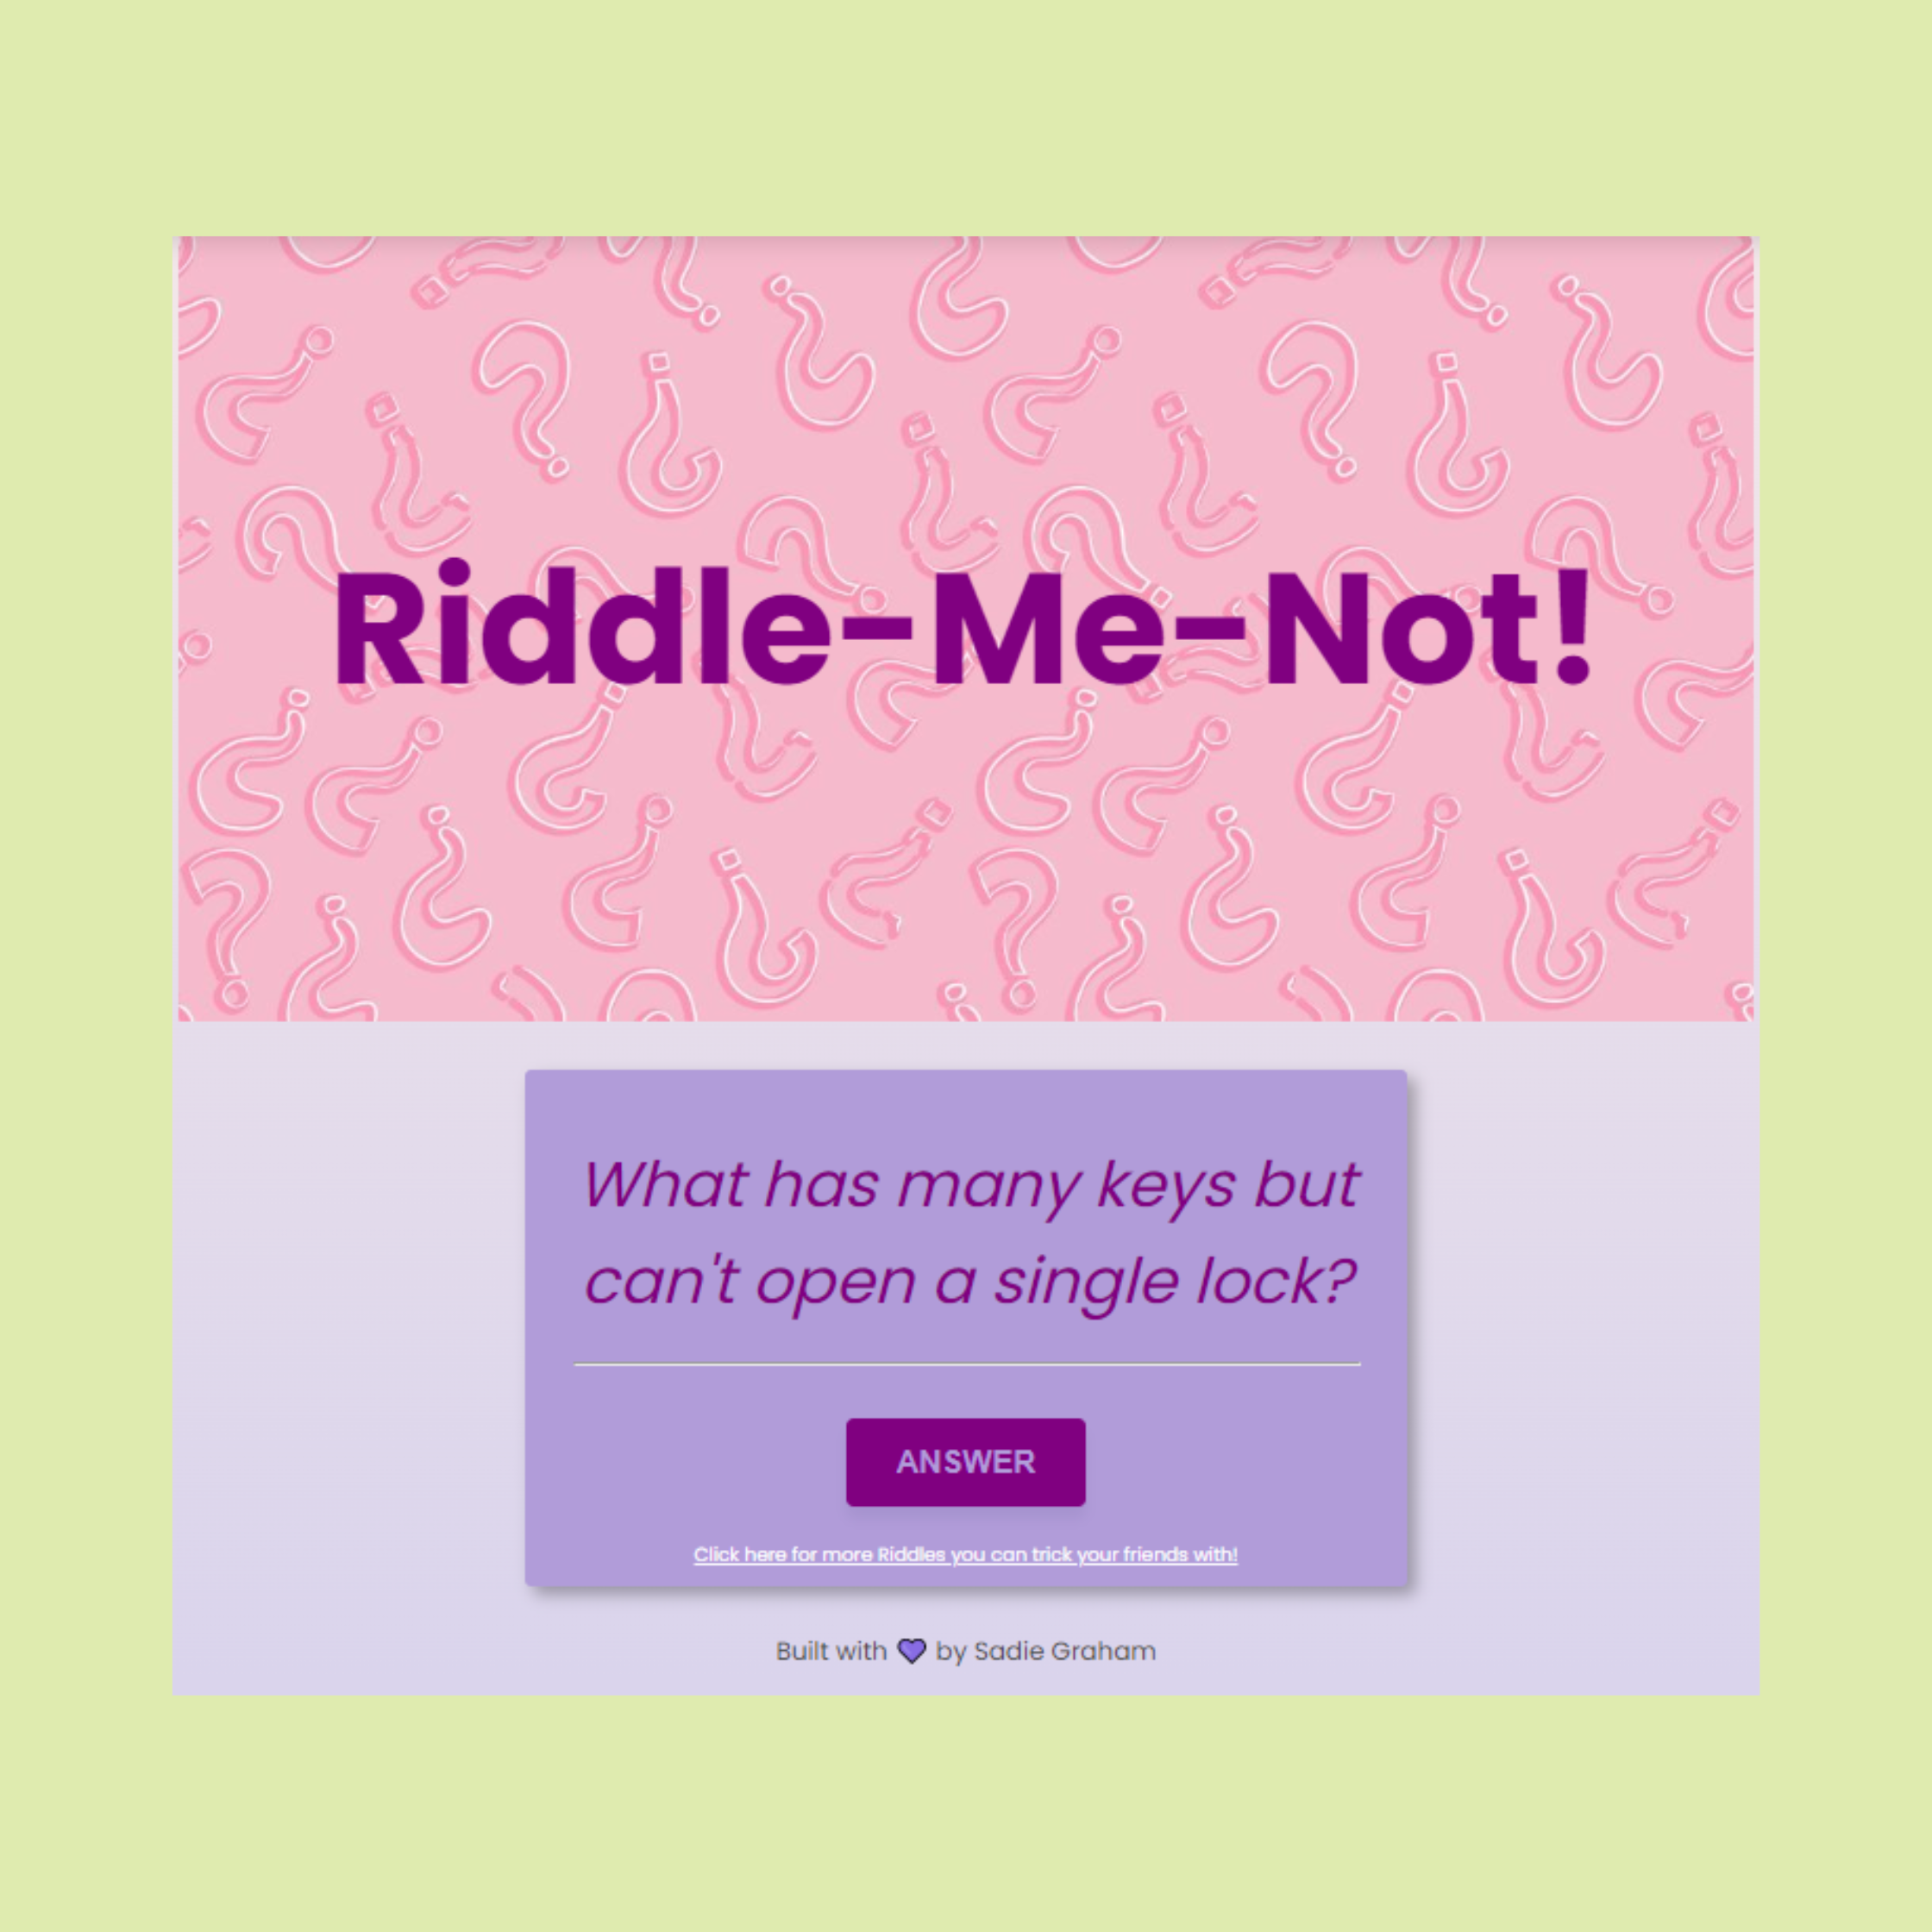 Riddle-Me-Not!
What has many keys but
can't open a single lock?
ANSWER
Click here for more Riddles you can trick your friends with!
Built with 💜 by Sadie Graham